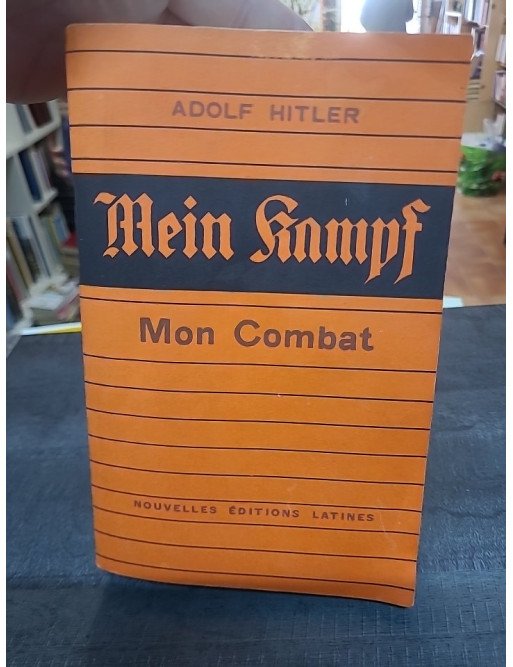 ADOLF HITLER
Mein Kampf
Mon Combat
NOUVELLES ÉDITIONS LATINES